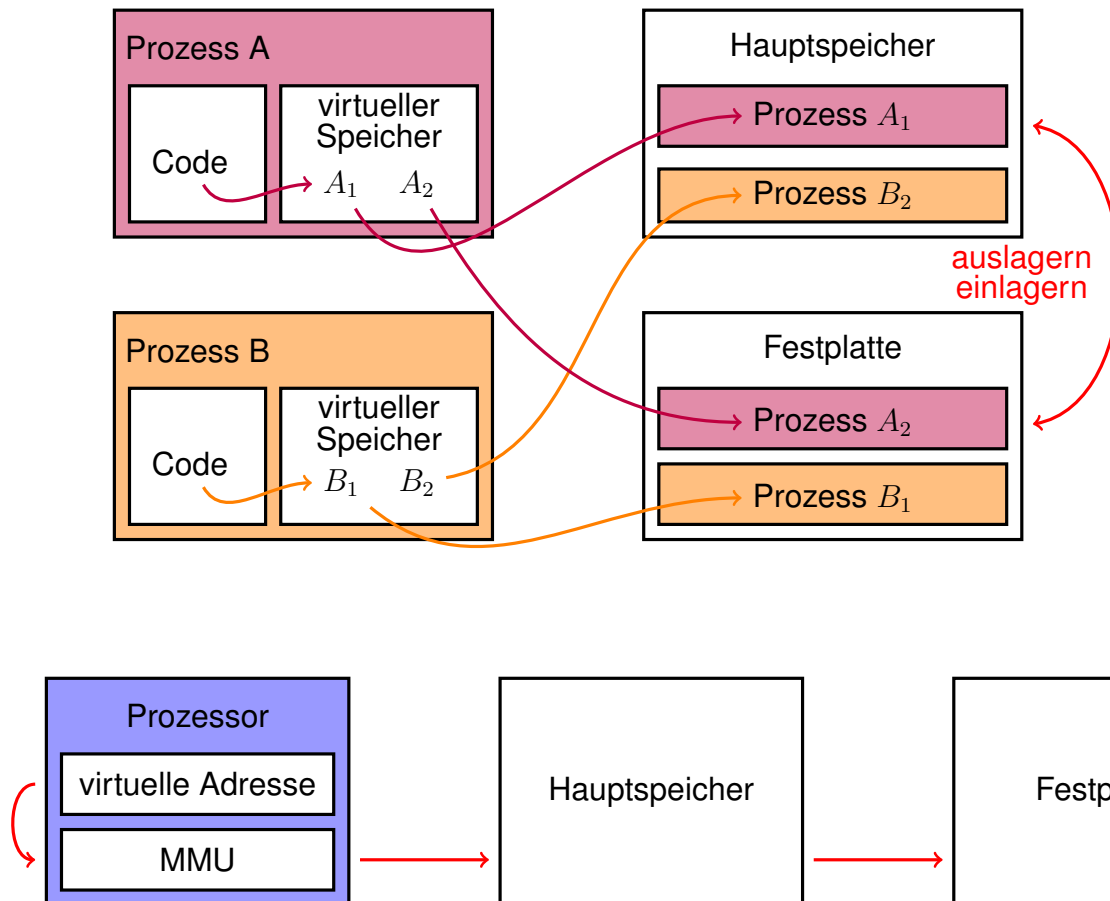 Prozess A
Code
virtueller
Speicher
A₁ A₂
Hauptspeicher
Prozess A₁
Prozess B₂
auslagern
einlagern
Prozess B
Code
virtueller
Speicher
B₁ B₂
Festplatte
Prozess A₂
Prozess B₁
Prozessor
virtuelle Adresse
MMU
Hauptspeicher
Festp